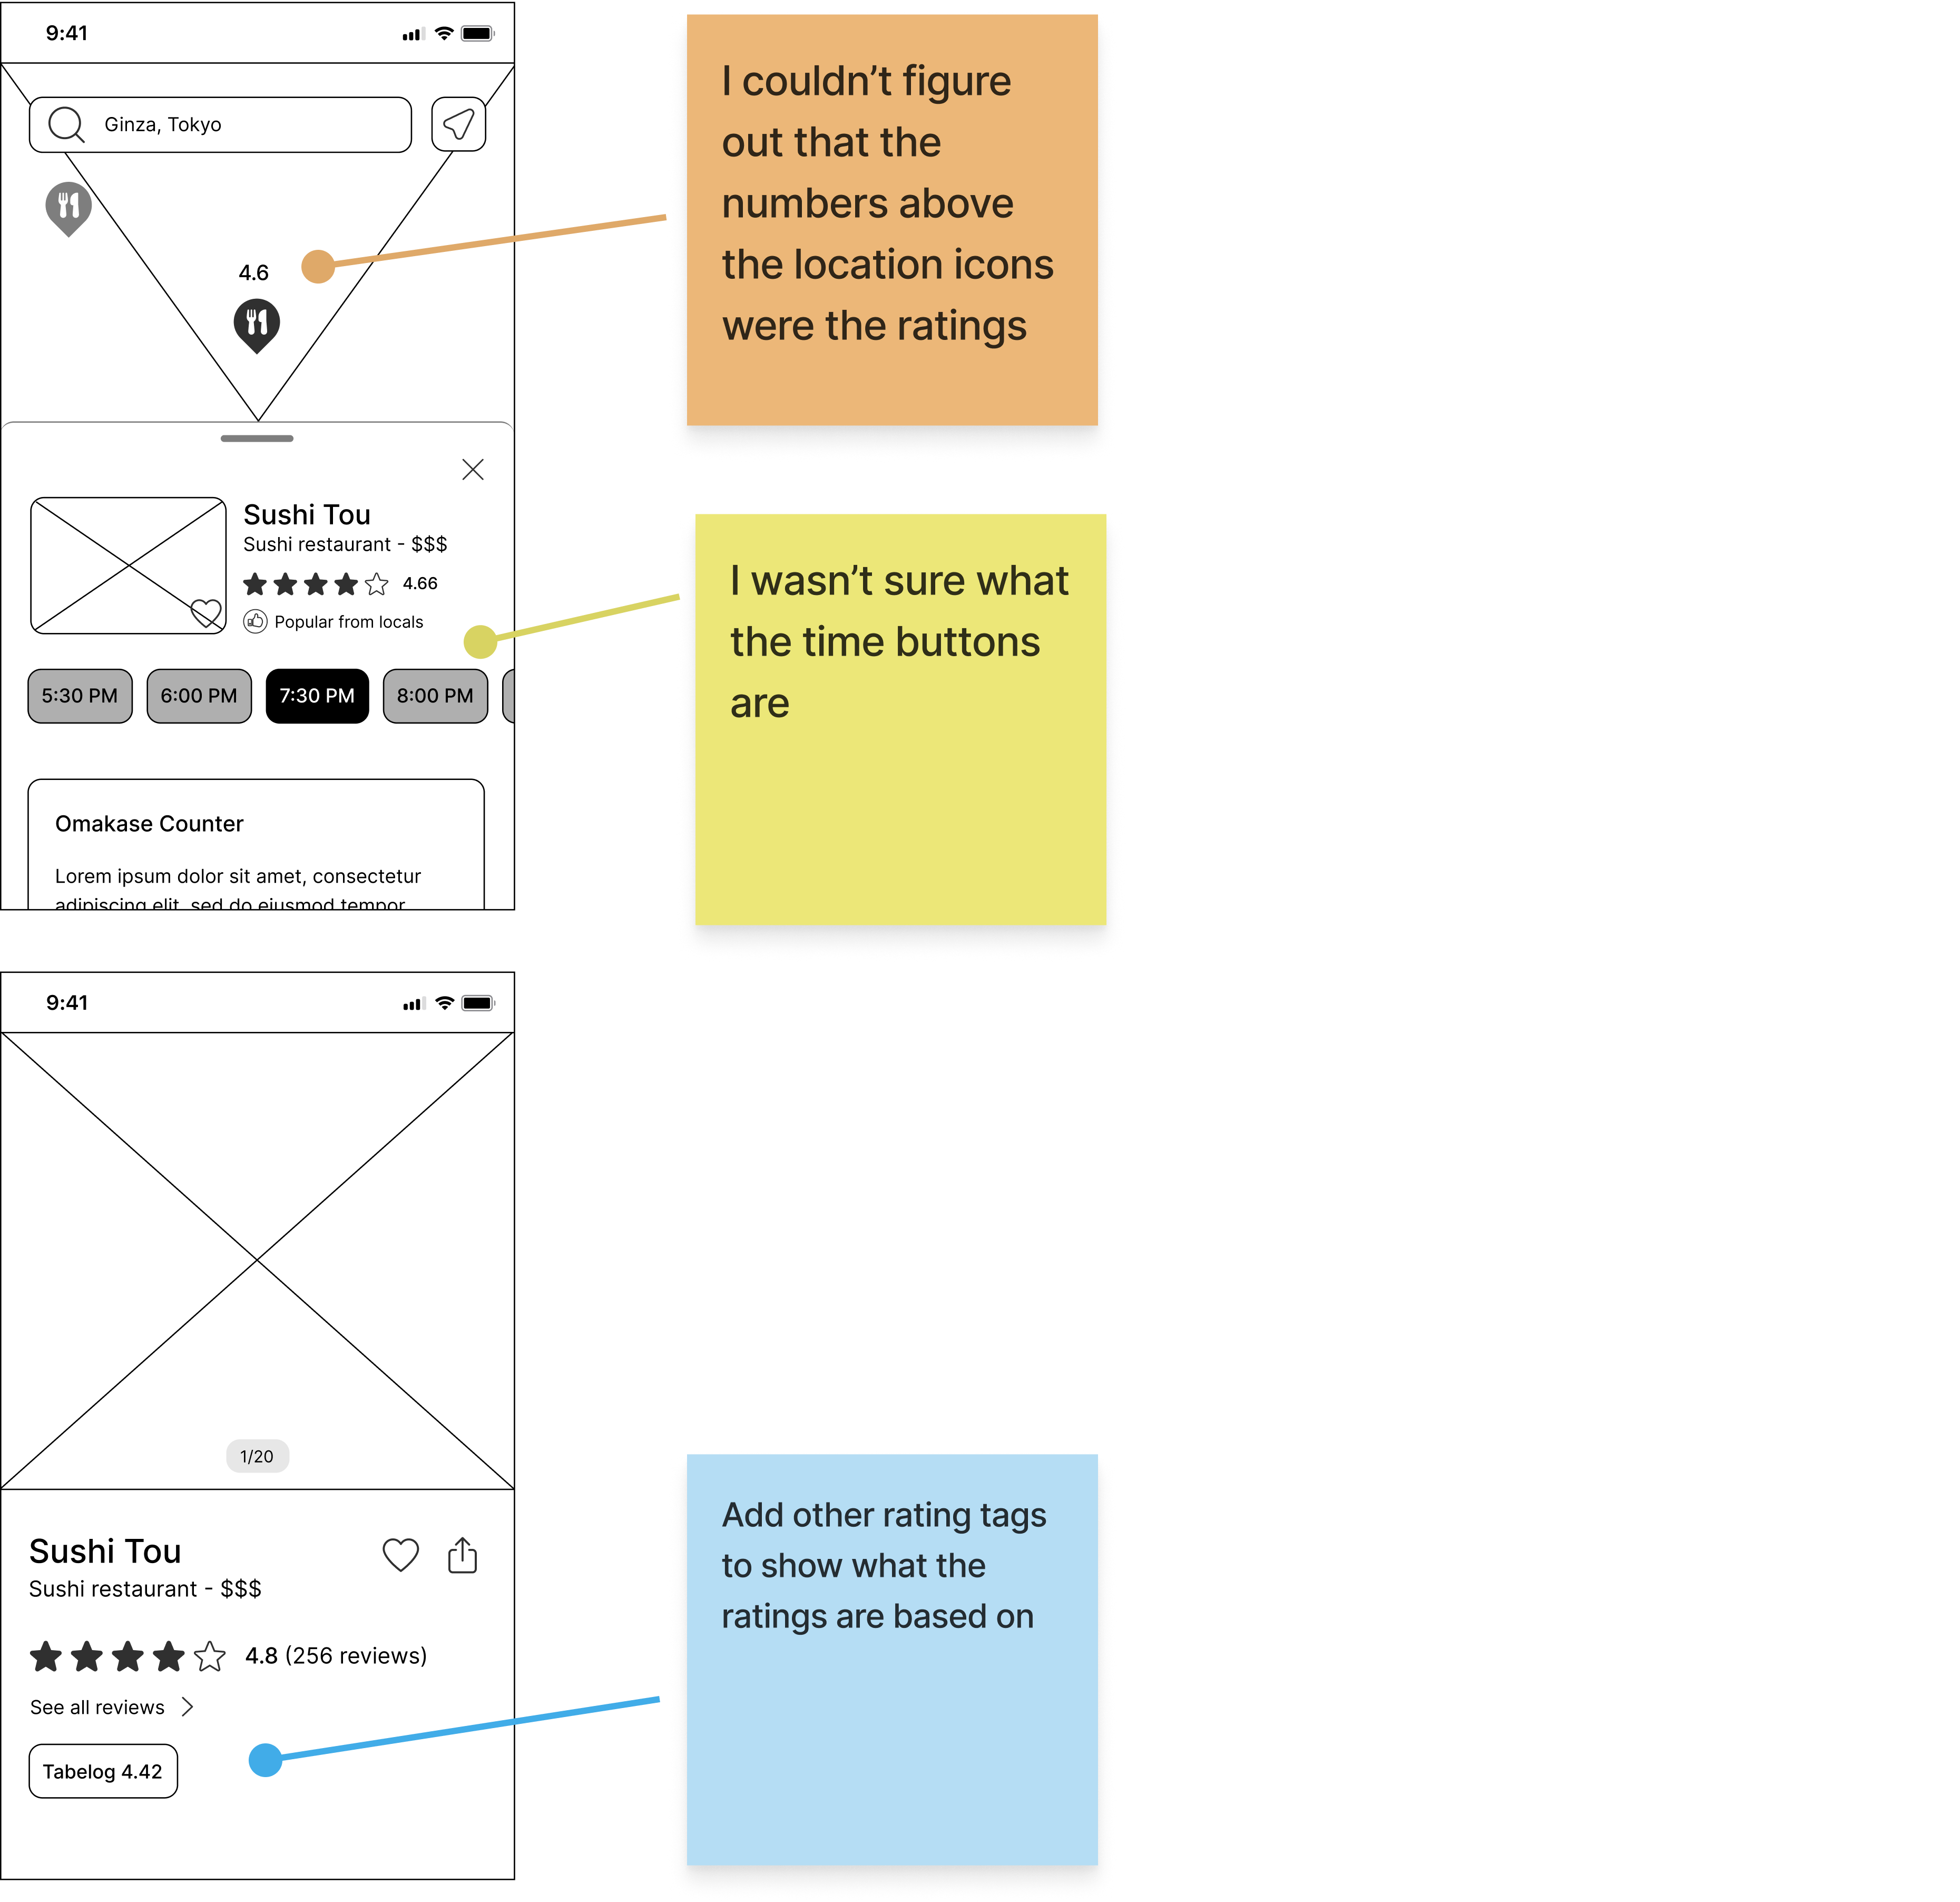 9:41
Ginza, Tokyo
4.6
I couldn’t figure
out that the
numbers above
the location icons
were the ratings
Sushi Tou
Sushi restaurant - $$$
4.66
Popular from locals
5:30 PM
6:00 PM
7:30 PM
8:00 PM
I wasn’t sure what
the time buttons
are
Omakase Counter
Lorem ipsum dolor sit amet, consectetur
adipiscing elit, sed do eiusmod tempor
9:41
1/20
Sushi Tou
Sushi restaurant - $$$
4.8 (256 reviews)
See all reviews
Tabelog 4.42
Add other rating tags
to show what the
ratings are based on